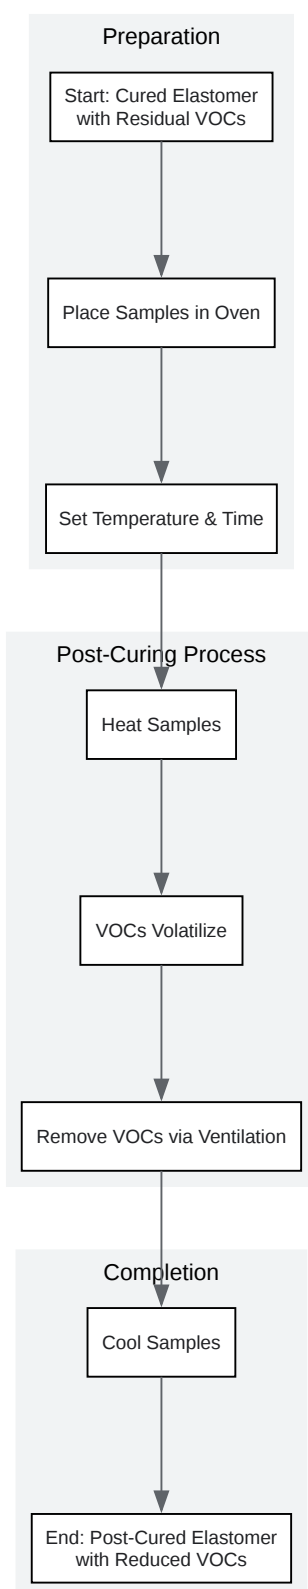 Preparation
Start: Cured Elastomer
with Residual VOCs
Place Samples in Oven
Set Temperature & Time
Post-Curing Process
Heat Samples
VOCs Volatilize
Remove VOCs via Ventilation
Completion
Cool Samples
End: Post-Cured Elastomer
with Reduced VOCs